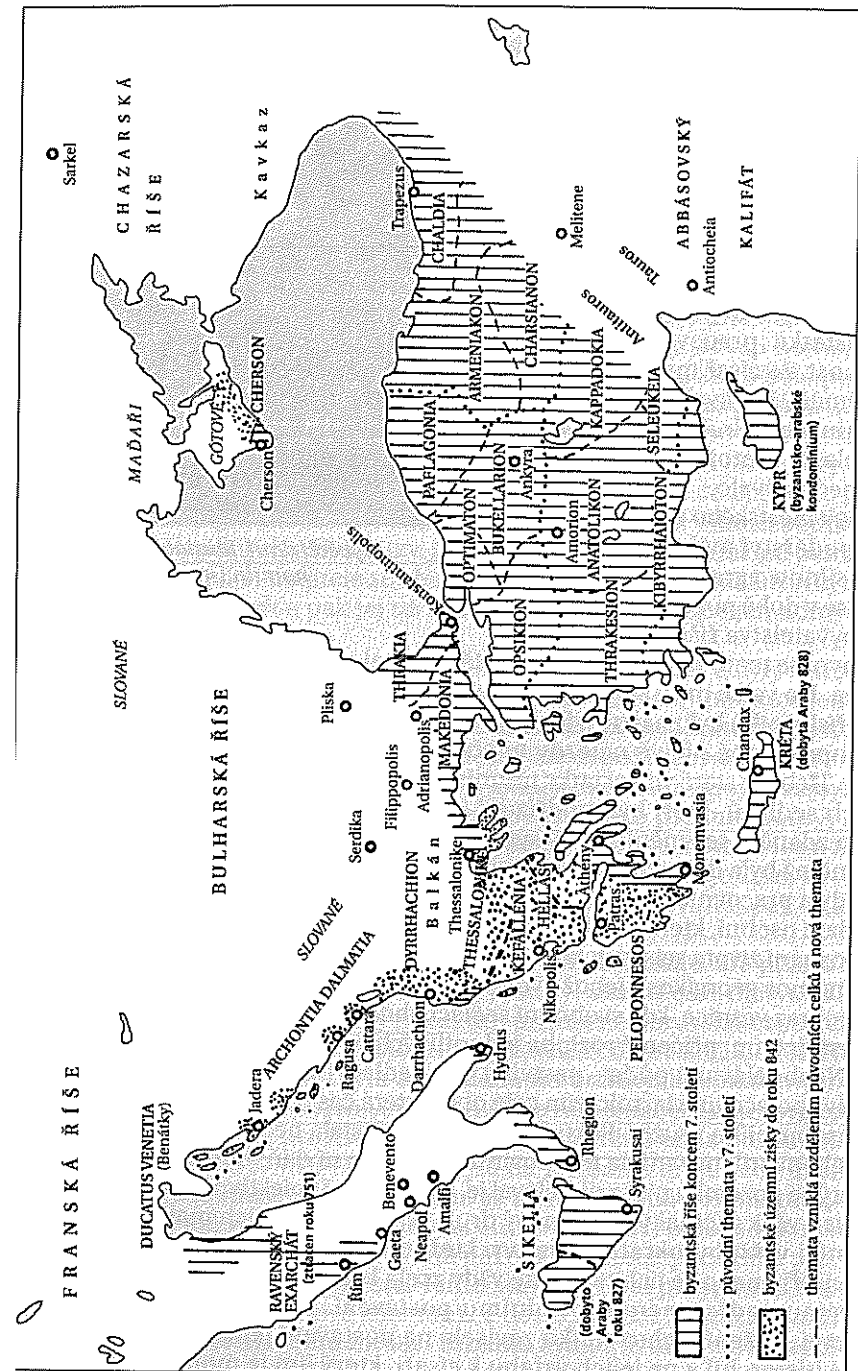 FRANSKÁ ŘÍŠE
DUCATUS VENETIA
(Benátky)
RAVENSKÝ
EXARCHÁT
(ztracen roku 751)
Řím
Gaeta
Neapol
Benevento
Amalfi
Jadera
ARCHONTIA DALMATIA
Ragusa
Cattara
SLOVANÉ
BULHARSKÁ ŘÍŠE
SLOVANÉ
Serdika
Pliska
Filippopolis
Adrianopolis
DYRRHACHION
Darrhachion
Balkán
Thessalonike
THESSALONIKE
MAKEDONIA
THRAKIA
Konstantinopolis
Hydrus
Rhegion
SIKELIA
Syrakusai
(dobyto
Araby
roku 827)
KEFALLENIA
HELLAS
Nikopolis
Patras
Athény
PELOPONNESOS
Monemvasia
Chandax
KRÉTA
(dobyta Araby 828)
MAĎAŘI
GÓTOVÉ
CHERSON
Cherson
CHAZARSKÁ
ŘÍŠE
Sarkel
Kavkaz
Trapezus
CHALDIA
PAFLAGONIA
ARMENIAKON
OPTIMATON
BUKELLARION
Ankyra
CHARSIANON
OPSIKION
Amorion
ANATOLIKON
KAPPADOKIA
THRAKESION
KIBYRRHAIOTON
SELEUKEIA
Melitene
Antitauros
Tauros
ABBÁSOVSKÝ
KALIFÁT
Antiocheia
KYPR
(byzantsko-arabské
kondominium)
byzantská říše koncem 7. století
původní themata v 7. století
byzantské územní zisky do roku 842
themata vzniklá rozdělením původních celků a nová themata